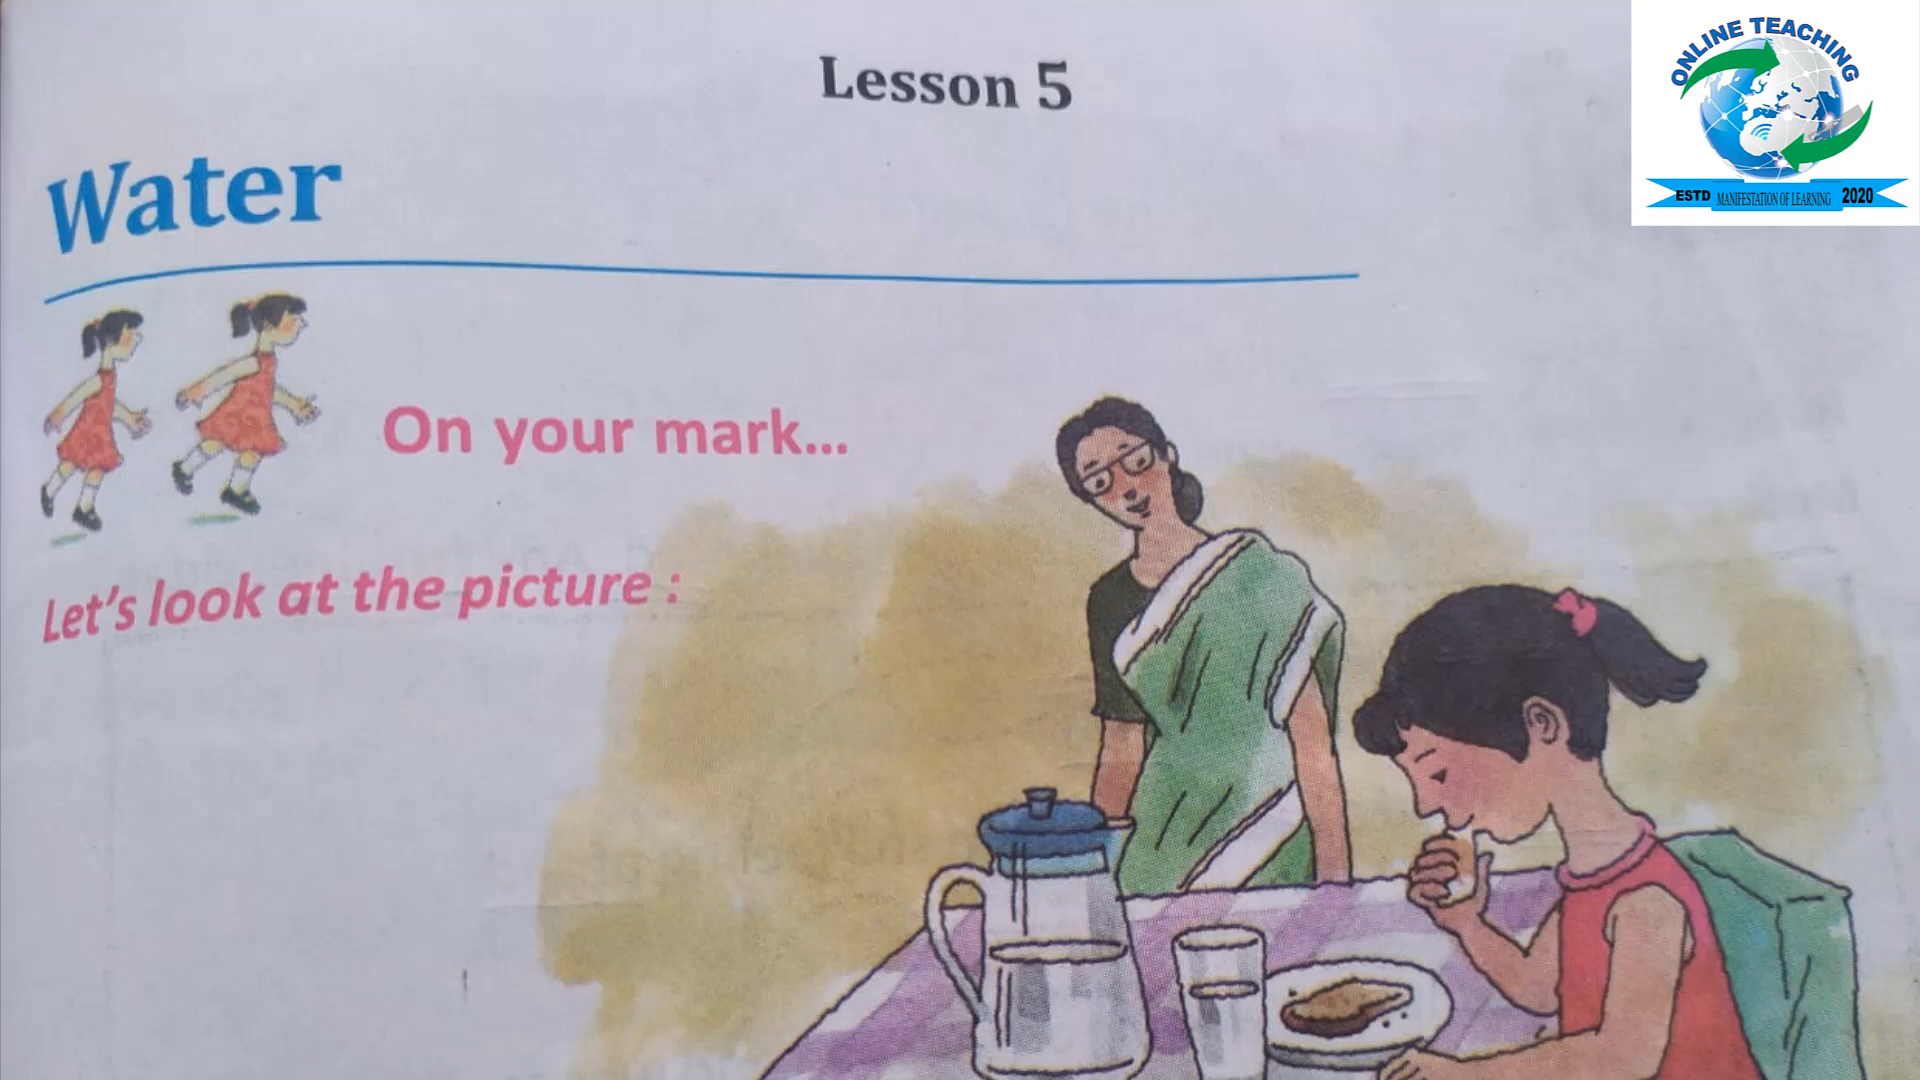 Lesson 5
ONLINE TEACHING
ESTD MANIFESTATION OF LEARNING 2020
Water
On your mark...
Let's look at the picture :